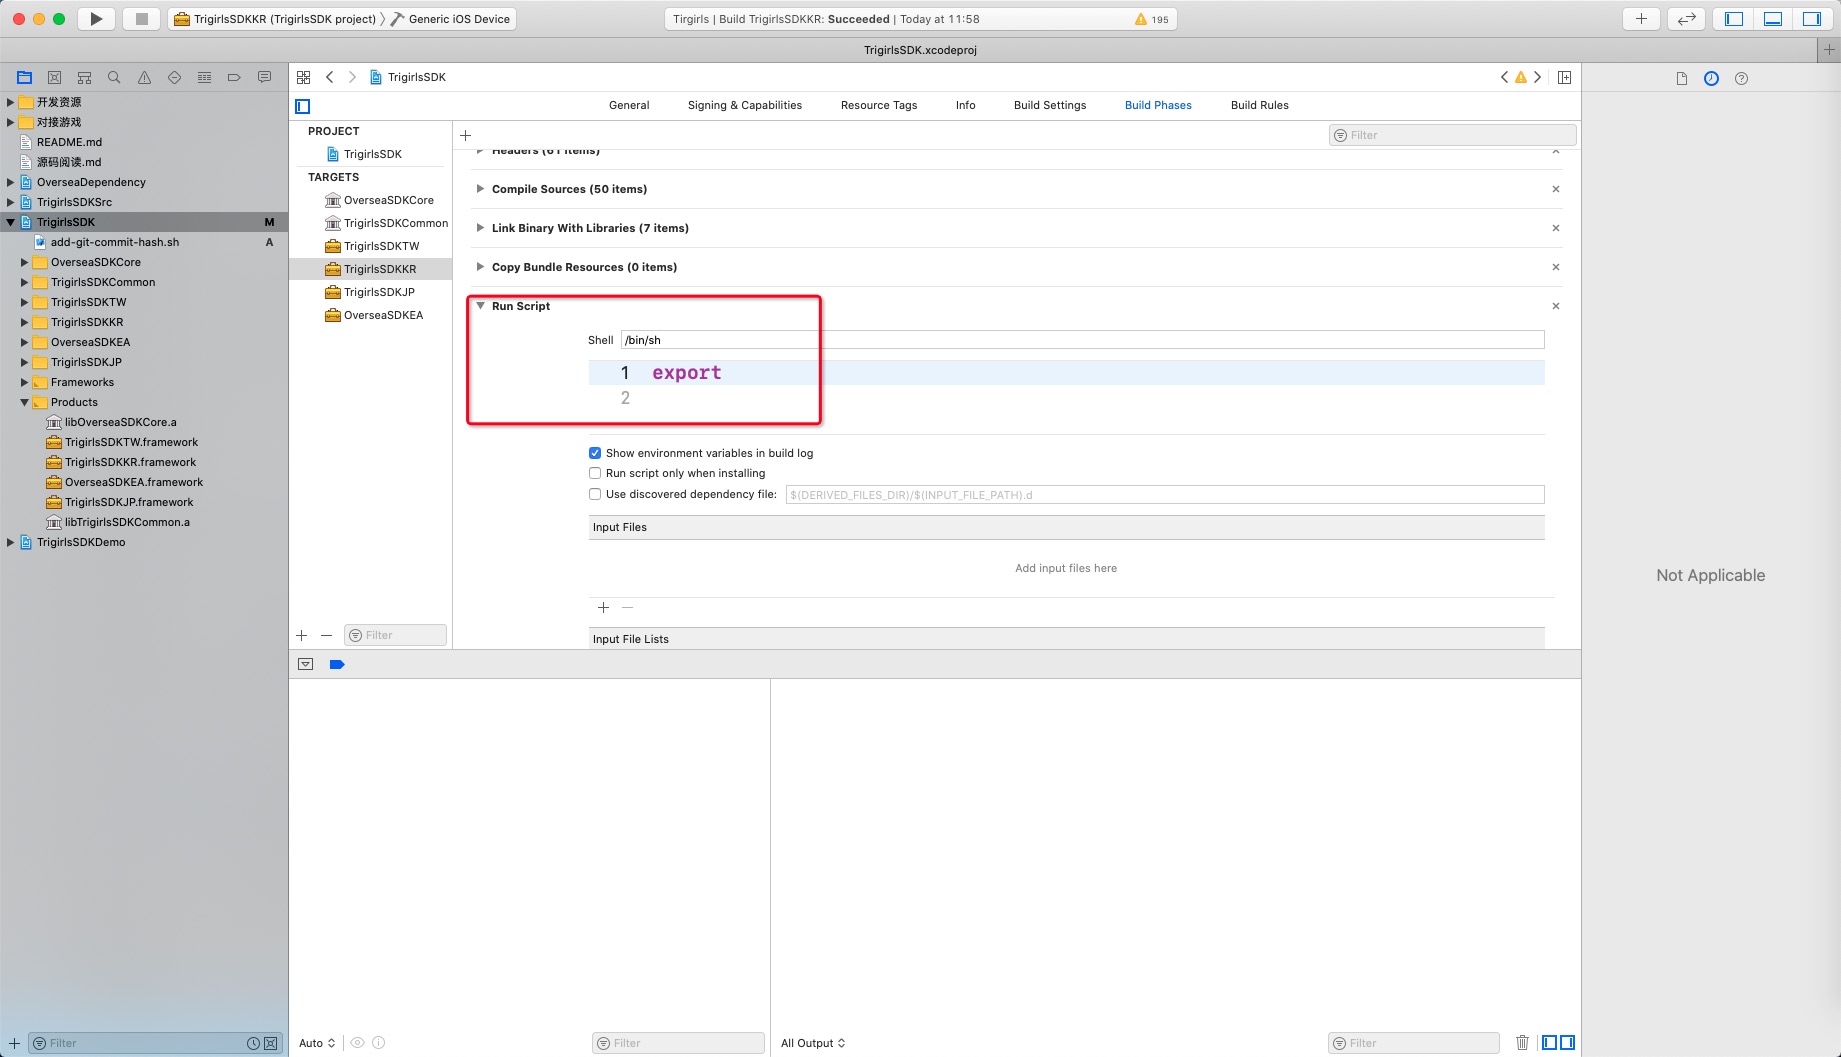 TrigirlsSDKKR (TrigirlsSDK project) 〉 Generic iOS Device
Tirgirls | Build TrigirlsSDKKR: Succeeded | Today at 11:58
195
TrigirlsSDK.xcodeproj
TrigirlsSDK
General
Signing & Capabilities
Resource Tags
Info
Build Settings
Build Phases
Build Rules
开发资源
对接游戏
README.md
源码阅读.md
OverseaDependency
TrigirlsSDKSrc
TrigirlsSDK M
add-git-commit-hash.sh A
OverseaSDKCore
TrigirlsSDKCommon
TrigirlsSDKTW
TrigirlsSDKKR
OverseaSDKEA
TrigirlsSDKJP
Frameworks
Products
libOverseaSDKCore.a
TrigirlsSDKTW.framework
TrigirlsSDKKR.framework
OverseaSDKEA.framework
TrigirlsSDKJP.framework
libTrigirlsSDKCommon.a
TrigirlsSDKDemo
Filter
PROJECT
TrigirlsSDK
TARGETS
OverseaSDKCore
TrigirlsSDKCommon
TrigirlsSDKTW
TrigirlsSDKKR
TrigirlsSDKJP
OverseaSDKEA
Filter
Filter
Headers (61 items)
Compile Sources (50 items)
Link Binary With Libraries (7 items)
Copy Bundle Resources (0 items)
Run Script
Shell /bin/sh
1 export
2
Show environment variables in build log
Run script only when installing
Use discovered dependency file: $(DERIVED_FILES_DIR)/$(INPUT_FILE_PATH).d
Input Files
Add input files here
Input File Lists
Not Applicable
Auto
Filter
All Output
Filter